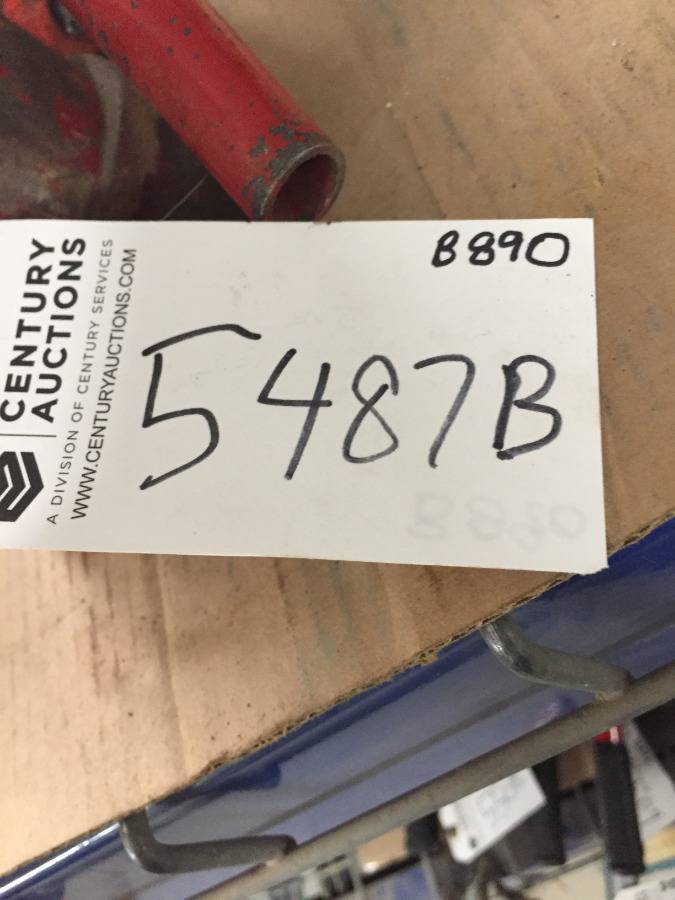 B890
5487B
CENTURY
AUCTIONS
A DIVISION OF CENTURY SERVICES
WWW.CENTURYAUCTIONS.COM